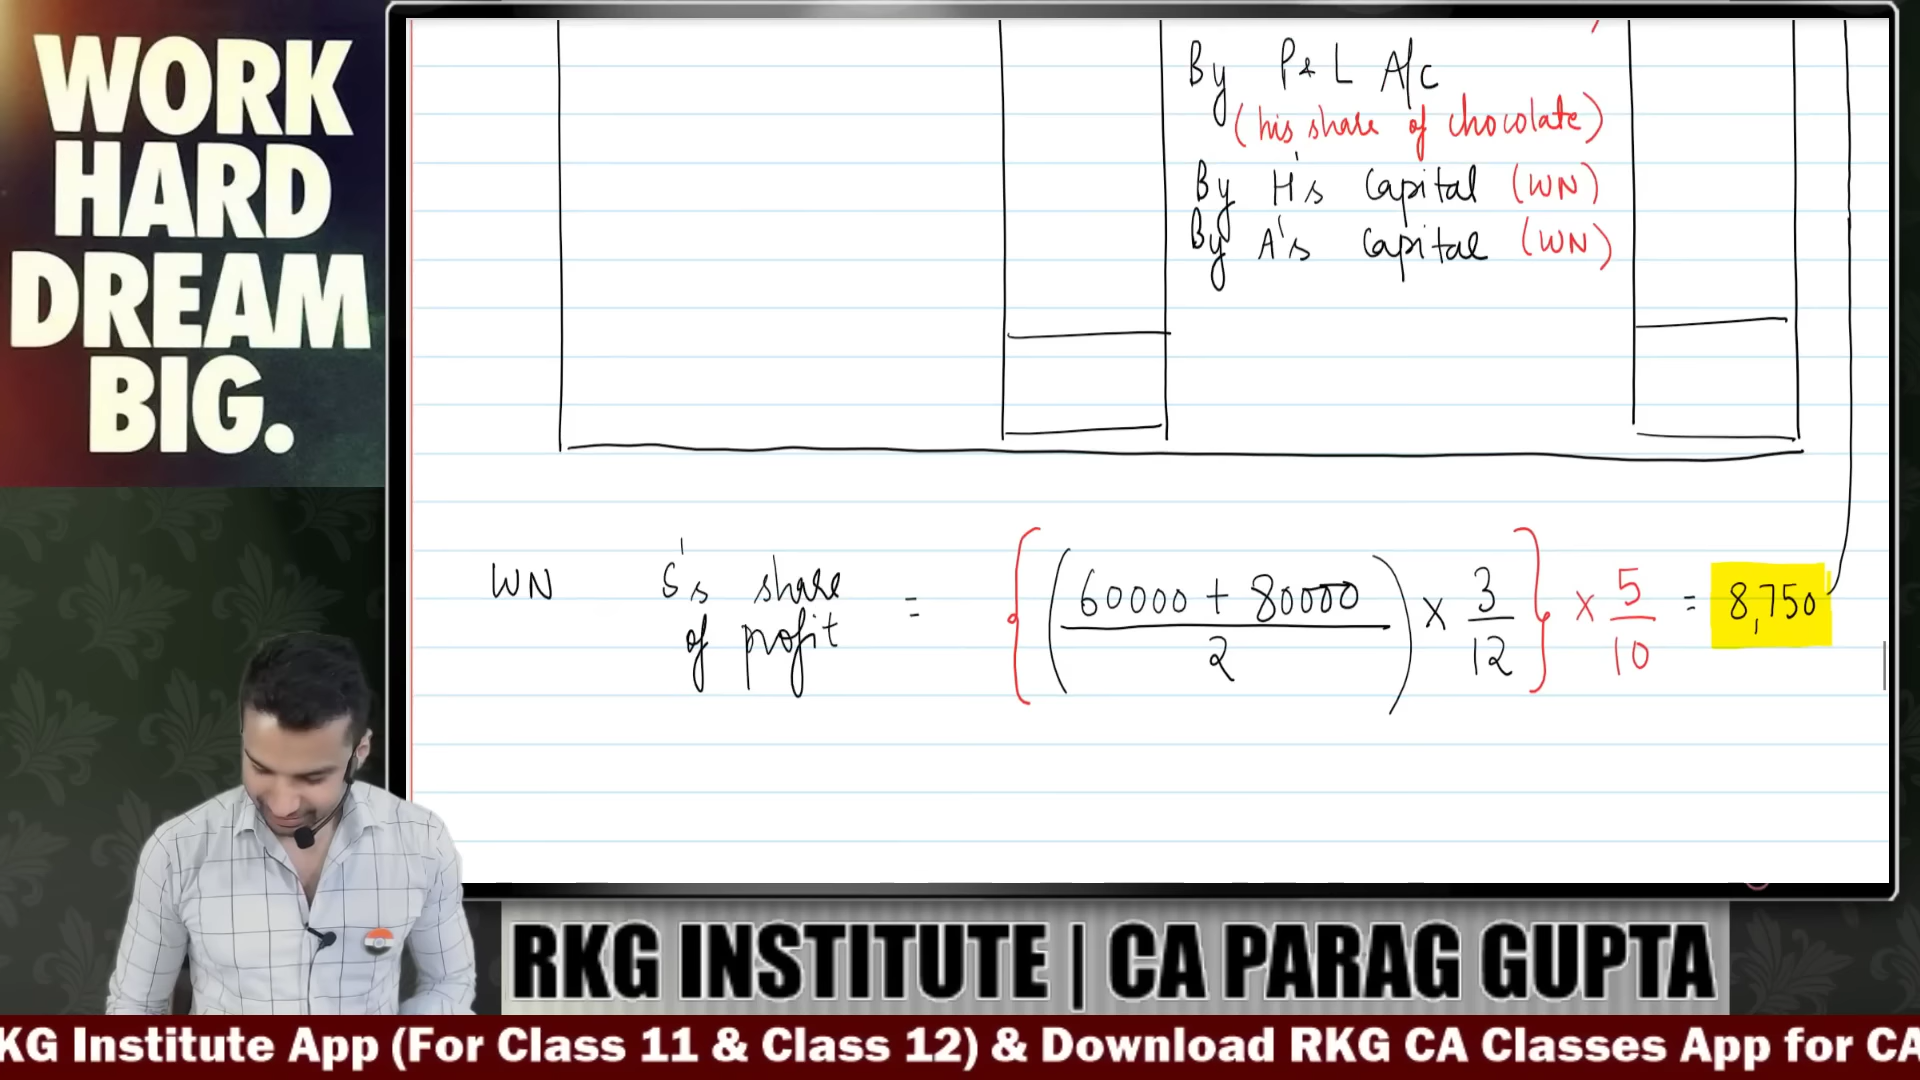 WORK
HARD
DREAM
BIG.
By P & L A/c
(his share of chocolate)
By H's Capital (WN)
By A's Capital (WN)
WN S's share of profit = { ( 60000 + 80000 / 2 ) × 3/12 } × 5/10 = 8,750
RKG INSTITUTE | CA PARAG GUPTA
KG Institute App (For Class 11 & Class 12) & Download RKG CA Classes App for CA